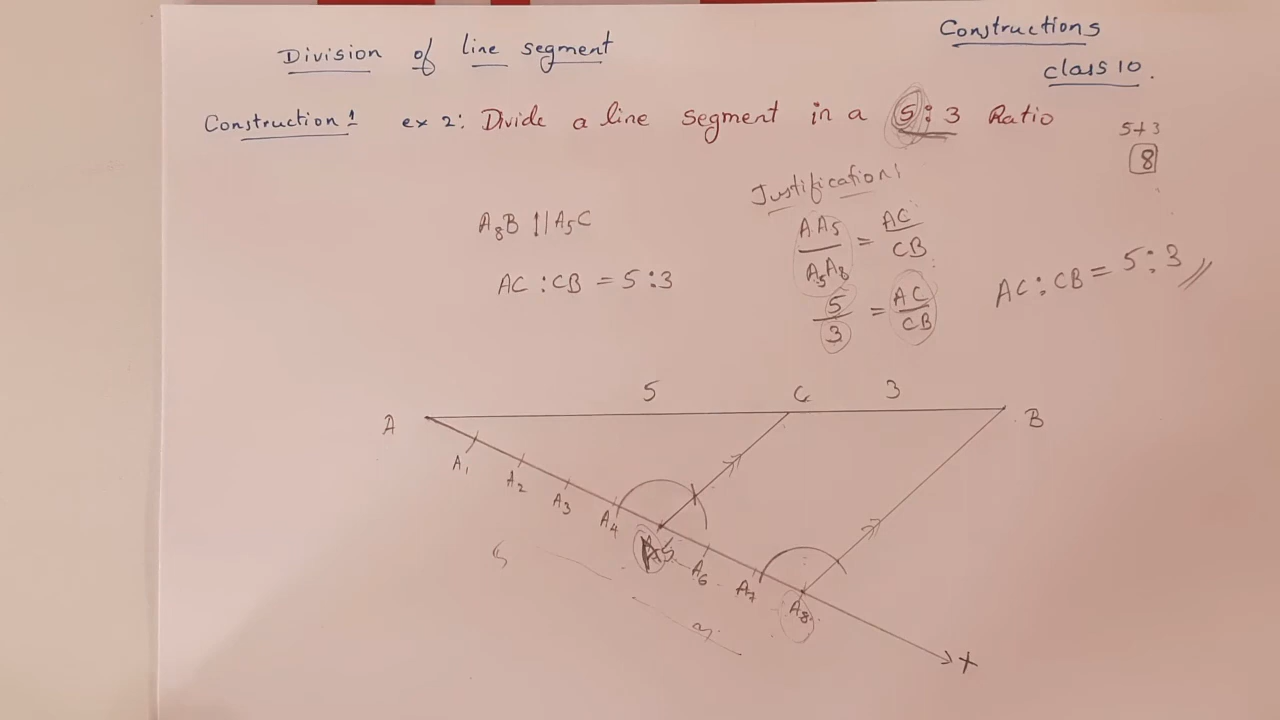 Constructions
Division of line segment
class 10.
Construction 1 ex 2: Divide a line segment in a 5:3 Ratio
5+3
8
Justification:
A₈B || A₅C
AA₅/A₅A₈ = AC/CB
AC : CB = 5:3
5/3 = AC/CB
AC : CB = 5:3
5
C
3
A
B
A₁
A₂
A₃
A₄
A₅
A₆
A₇
A₈
5
X